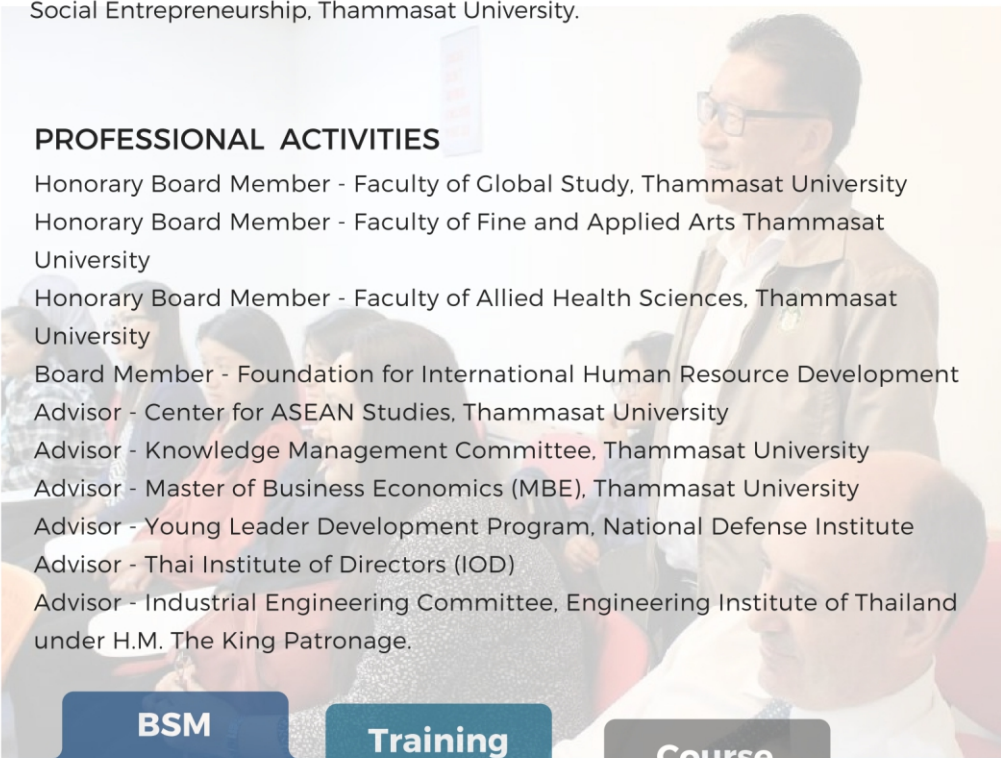 Social Entrepreneurship, Thammasat University.
PROFESSIONAL ACTIVITIES
Honorary Board Member - Faculty of Global Study, Thammasat University
Honorary Board Member - Faculty of Fine and Applied Arts Thammasat
University
Honorary Board Member - Faculty of Allied Health Sciences, Thammasat
University
Board Member - Foundation for International Human Resource Development
Advisor - Center for ASEAN Studies, Thammasat University
Advisor - Knowledge Management Committee, Thammasat University
Advisor - Master of Business Economics (MBE), Thammasat University
Advisor - Young Leader Development Program, National Defense Institute
Advisor - Thai Institute of Directors (IOD)
Advisor - Industrial Engineering Committee, Engineering Institute of Thailand
under H.M. The King Patronage.
BSM
Training
Course